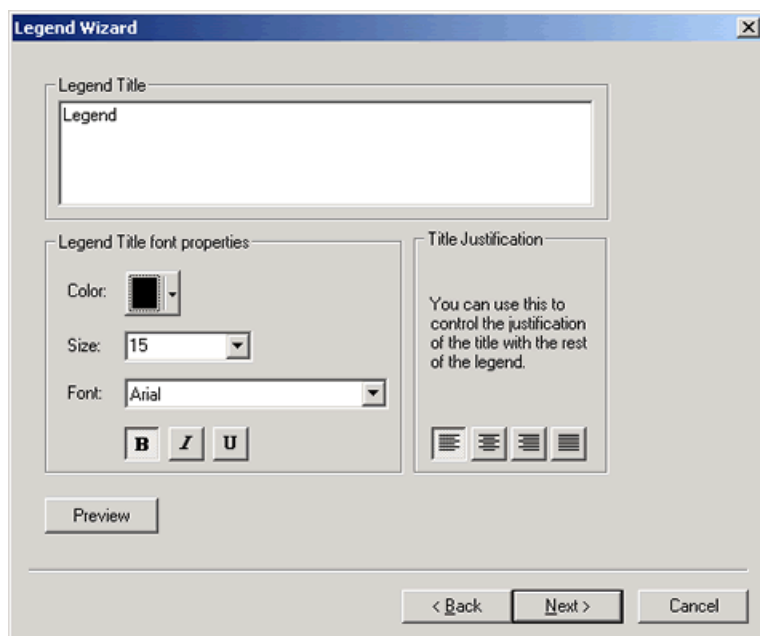 Legend Wizard
Legend Title
Legend
Legend Title font properties
Color:
Size: 15
Font: Arial
B I U
Title Justification
You can use this to
control the justification
of the title with the rest
of the legend.
Preview
< Back Next > Cancel